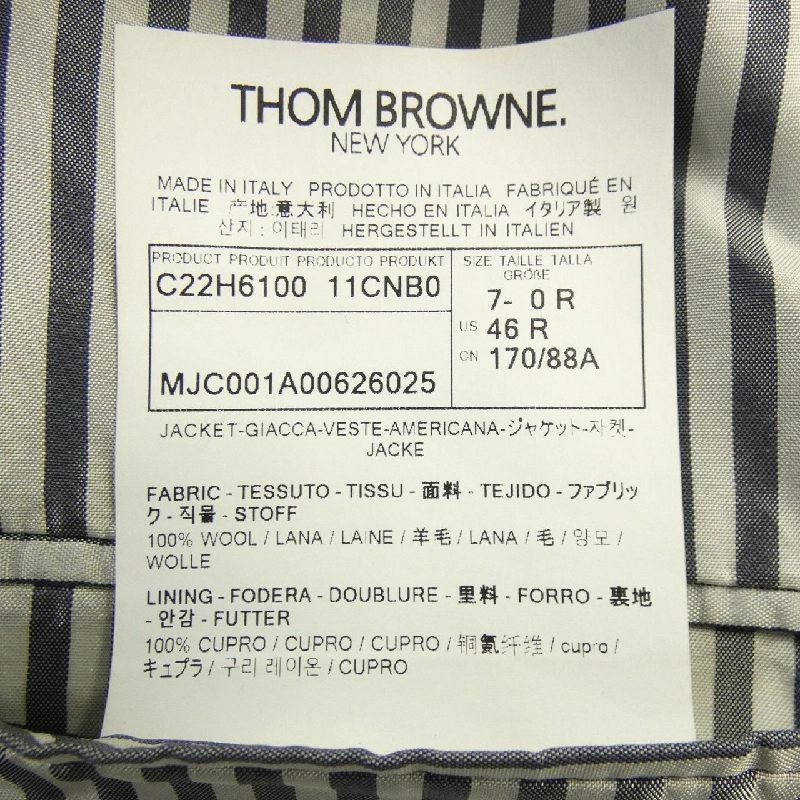 THOM BROWNE.
NEW YORK
MADE IN ITALY PRODOTTO IN ITALIA FABRIQUÉ EN
ITALIE 产地:意大利 HECHO EN ITALIA イタリア製 원
산지 : 이태리 HERGESTELLT IN ITALIEN
PRODUCT PRODUIT PRODUCTO PRODUKT
C22H6100 11CNB0
MJC001A00626025
SIZE TAILLE TALLA
GRÖßE
7- 0 R
US 46 R
CN 170/88A
JACKET-GIACCA-VESTE-AMERICANA-ジャケット-자켓-
JACKE
FABRIC - TESSUTO - TISSU - 面料 - TEJIDO - ファブリッ
ク - 직물 - STOFF
100% WOOL / LANA / LAINE / 羊毛 / LANA / 毛 / 양모 /
WOLLE
LINING - FODERA - DOUBLURE - 里料 - FORRO - 裏地
- 안감 - FUTTER
100% CUPRO / CUPRO / CUPRO / 铜氨纤维 / cupro /
キュプラ / 구리 레이온 / CUPRO